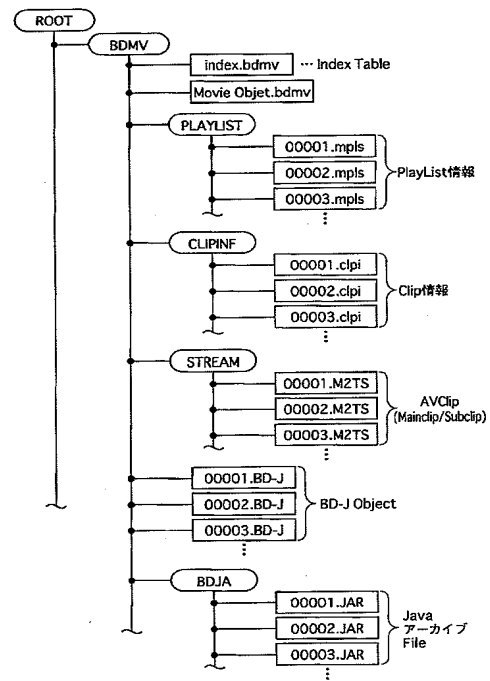 ROOT
BDMV
index.bdmv … Index Table
Movie Objet.bdmv
PLAYLIST
00001.mpls
00002.mpls
PlayList情報
00003.mpls
CLIPINF
00001.clpi
00002.clpi
Clip情報
00003.clpi
STREAM
00001.M2TS
AVClip
00002.M2TS
(Mainclip/Subclip)
00003.M2TS
00001.BD-J
00002.BD-J
BD-J Object
00003.BD-J
BDJA
00001.JAR
Java
00002.JAR
アーカイブ
File
00003.JAR